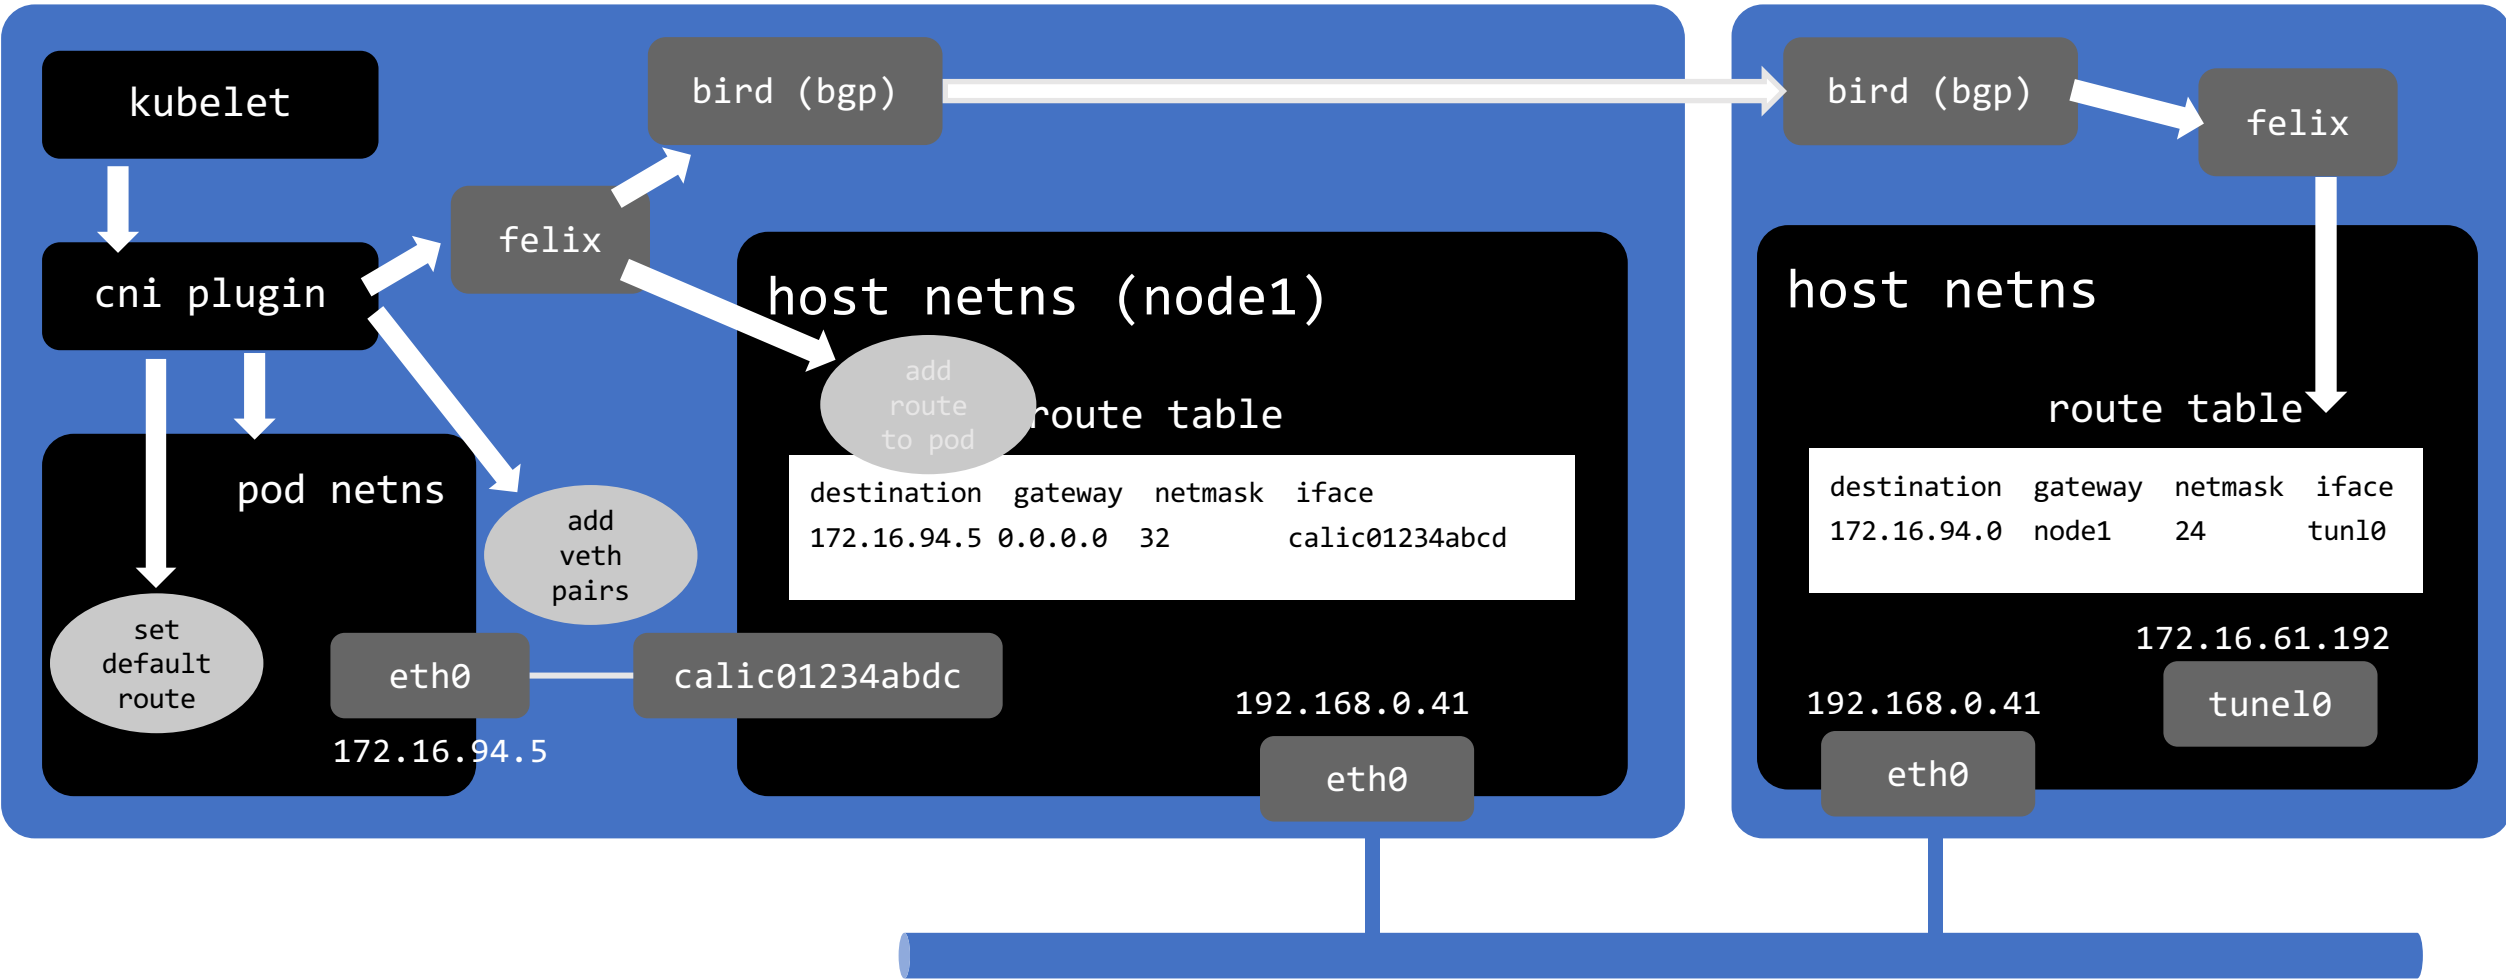 kubelet
bird (bgp)
bird (bgp)
felix
felix
cni plugin
host netns (node1)
host netns
add
route
to pod
route table
route table
pod netns
destination gateway netmask iface
172.16.94.5 0.0.0.0 32 calic01234abcd
destination gateway netmask iface
172.16.94.0 node1 24 tunl0
add
veth
pairs
set
default
route
eth0
calic01234abdc
172.16.94.5
192.168.0.41
eth0
172.16.61.192
192.168.0.41
tunel0
eth0